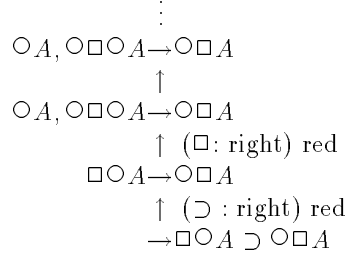 ⋮
○A, ○□○A→○□A
↑
○A, ○□○A→○□A
↑ (□: right) red
□○A→○□A
↑ (⊃ : right) red
→□○A ⊃ ○□A